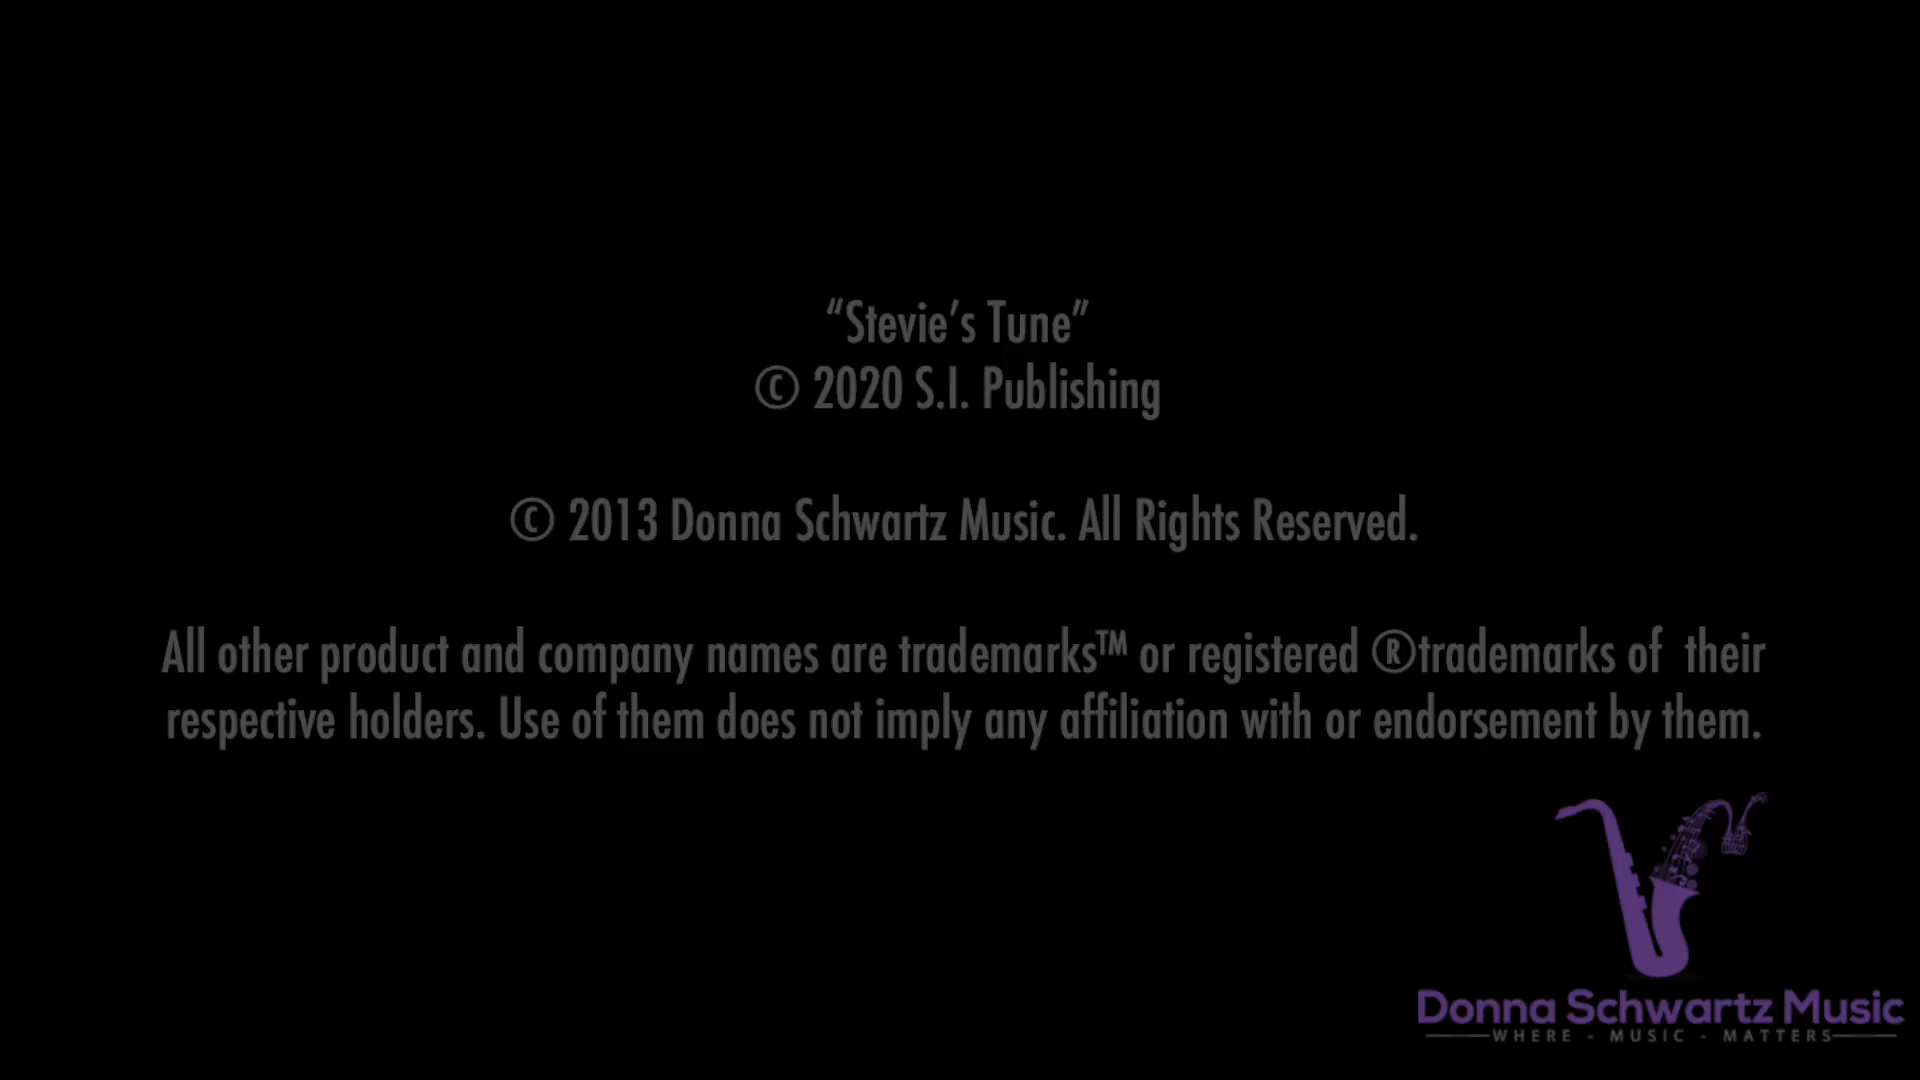 “Stevie’s Tune”
© 2020 S.I. Publishing
© 2013 Donna Schwartz Music. All Rights Reserved.
All other product and company names are trademarks™ or registered ®trademarks of  their
respective holders. Use of them does not imply any affiliation with or endorsement by them.
Donna Schwartz Music
WHERE - MUSIC - MATTERS